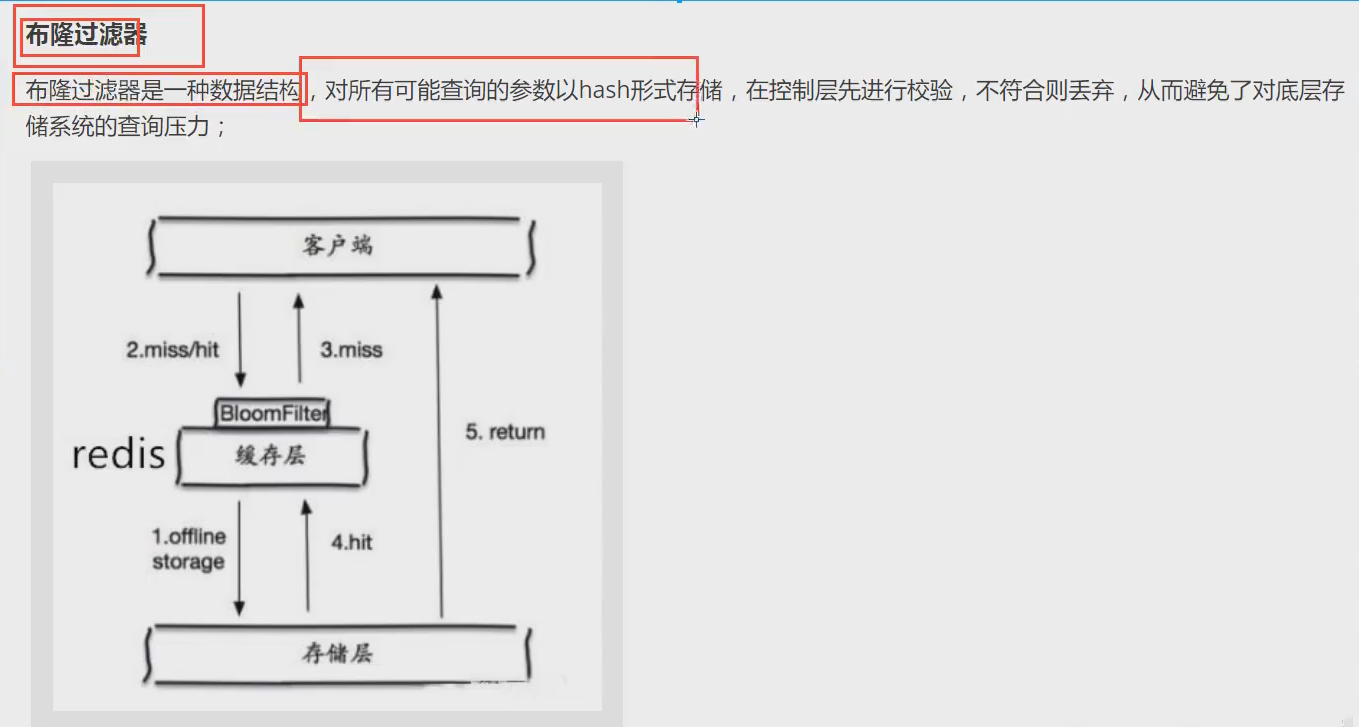 布隆过滤器
布隆过滤器是一种数据结构，对所有可能查询的参数以hash形式存储，在控制层先进行校验，不符合则丢弃，从而避免了对底层存
储系统的查询压力；
客户端
2.miss/hit
3.miss
BloomFilter
5. return
redis
缓存层
1.offline
storage
4.hit
存储层